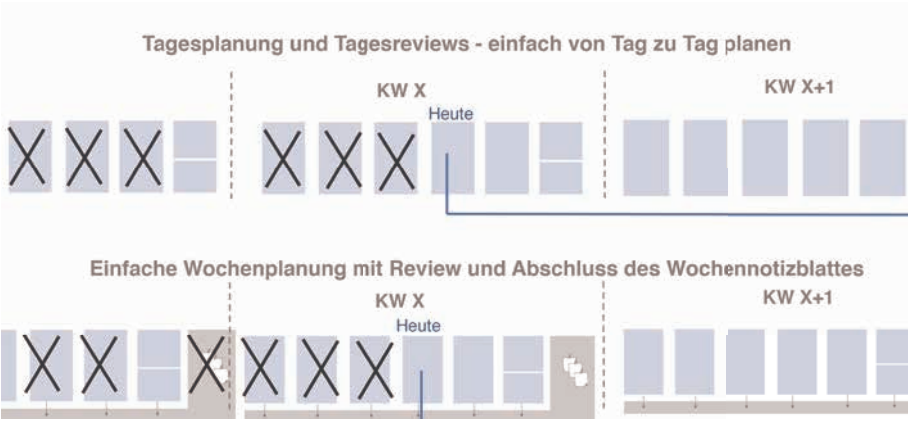 Tagesplanung und Tagesreviews - einfach von Tag zu Tag planen
KW X
KW X+1
Heute
Einfache Wochenplanung mit Review und Abschluss des Wochennotizblattes
KW X
KW X+1
Heute